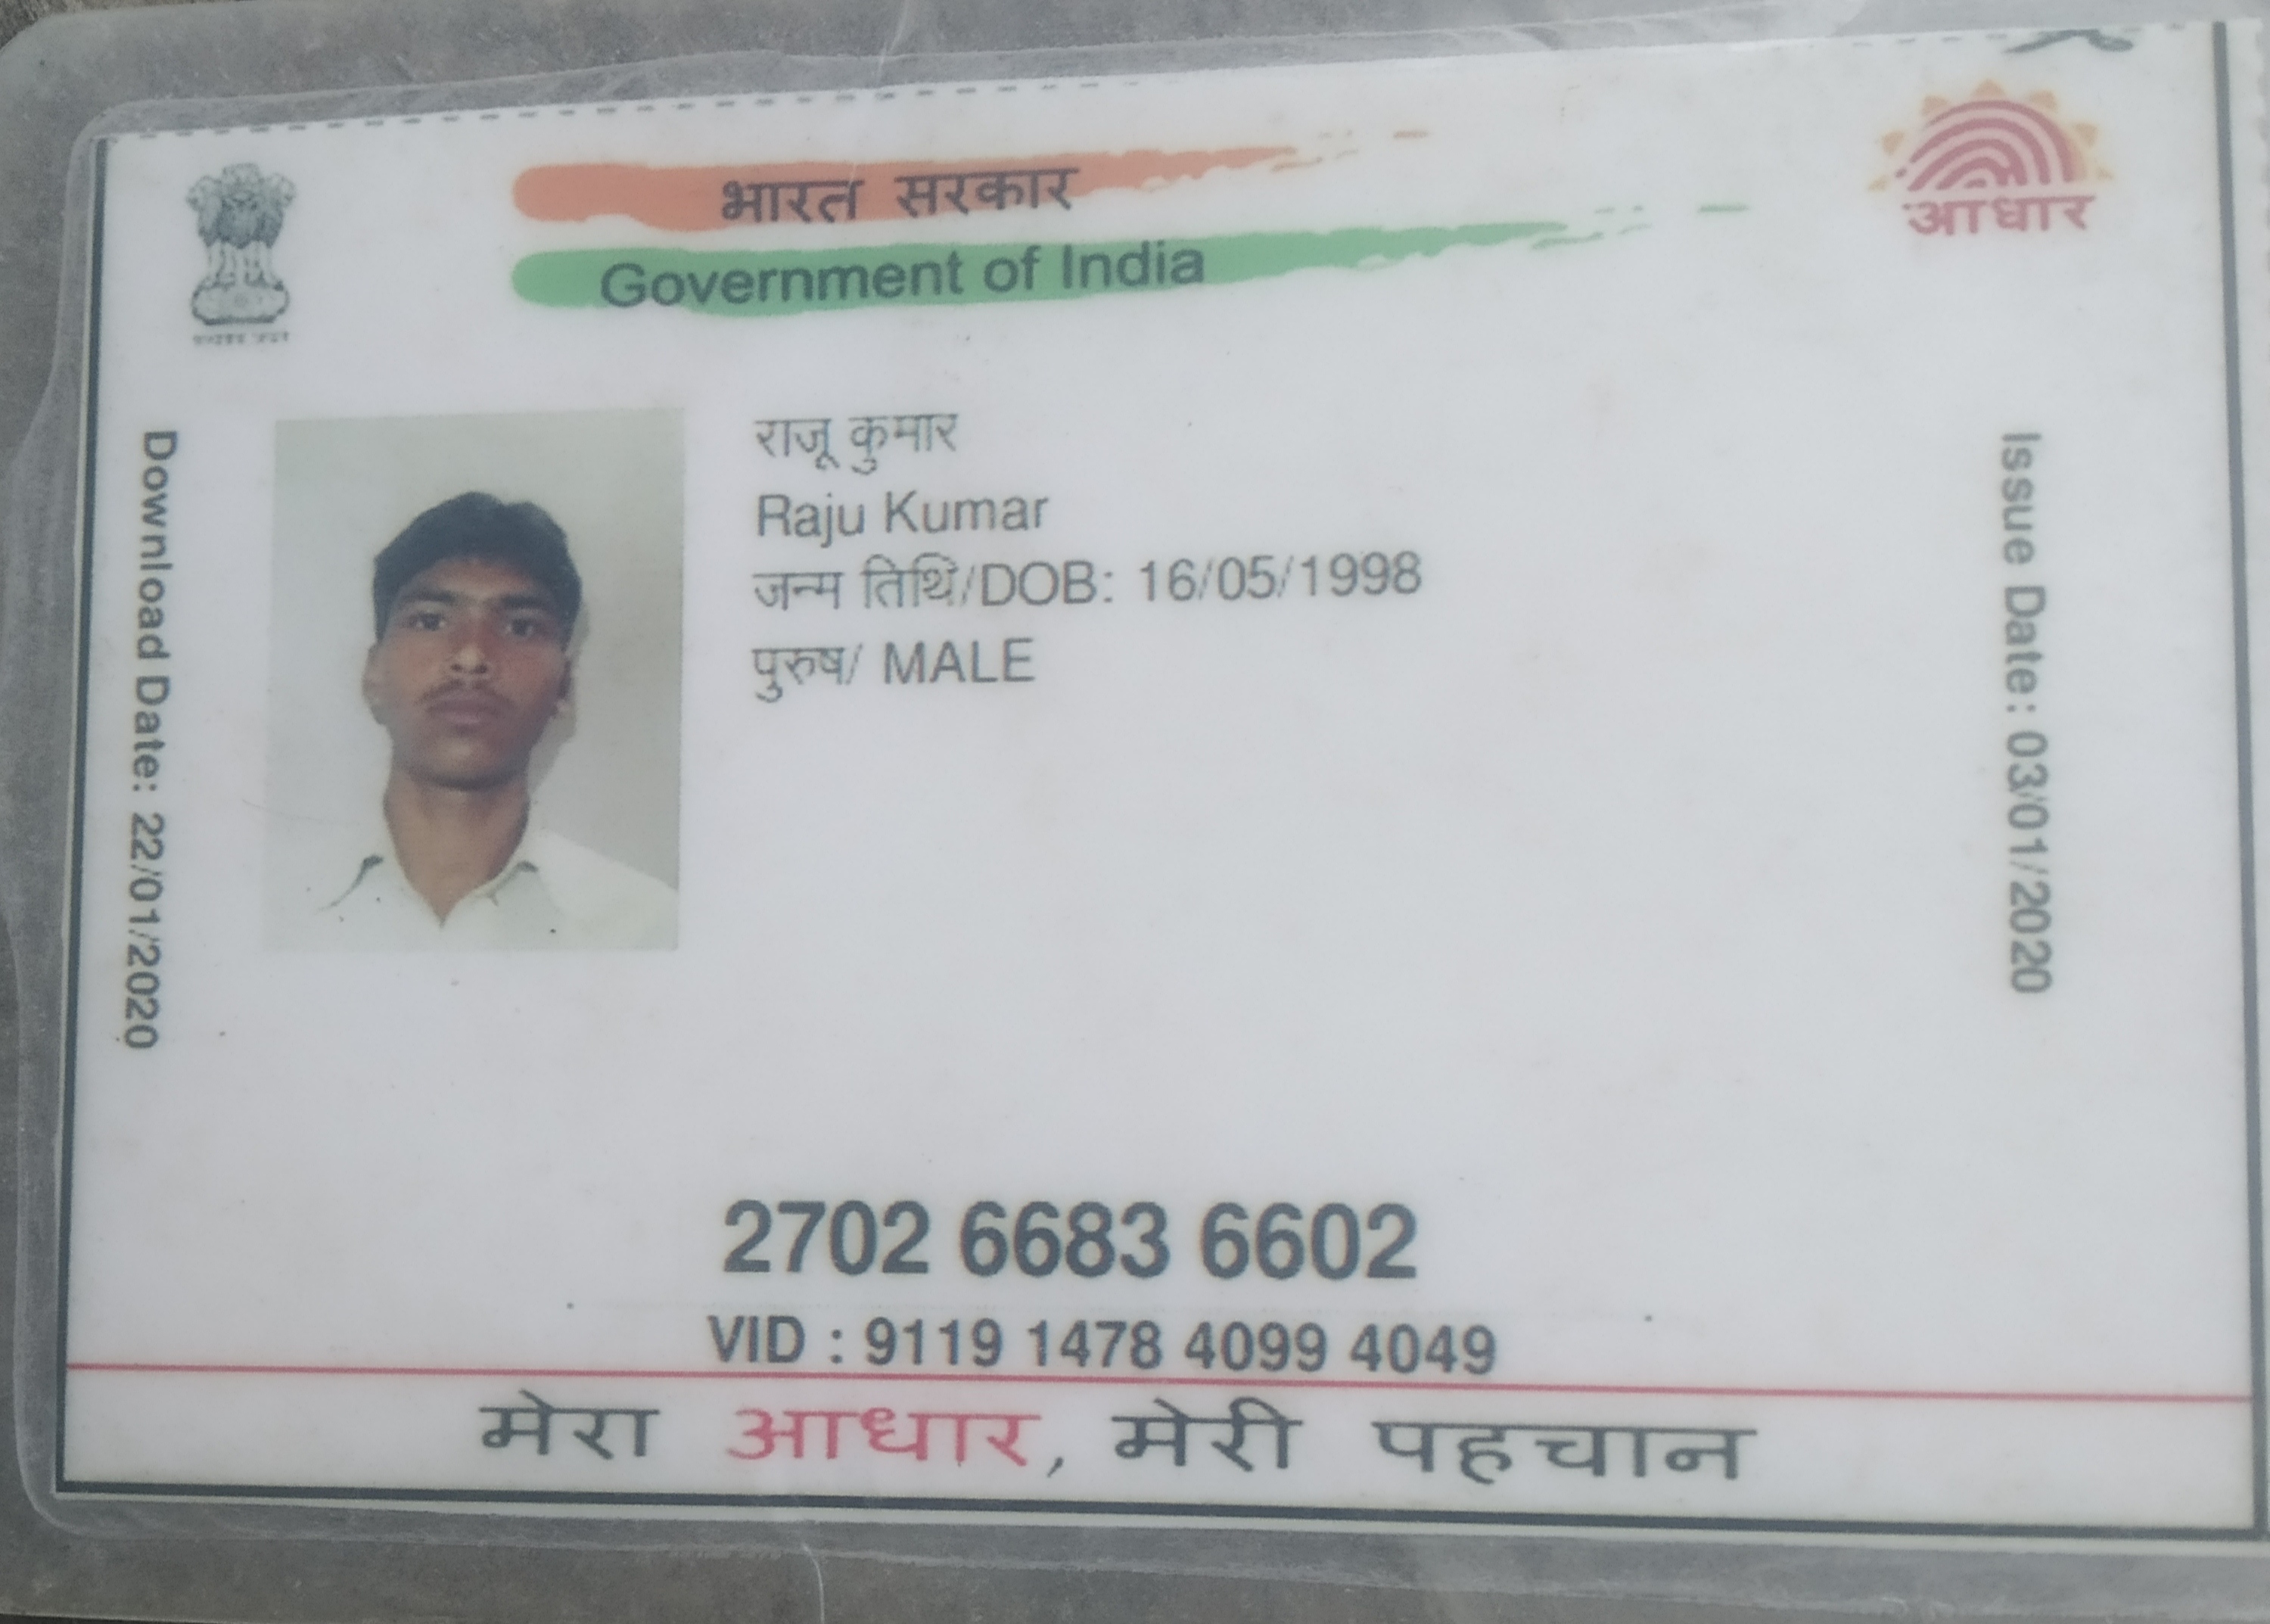 भारत सरकार
Government of India
आधार
राजू कुमार
Raju Kumar
जन्म तिथि/DOB: 16/05/1998
पुरुष/ MALE
Download Date: 22/01/2020
Issue Date: 03/01/2020
2702 6683 6602
VID : 9119 1478 4099 4049
मेरा आधार, मेरी पहचान